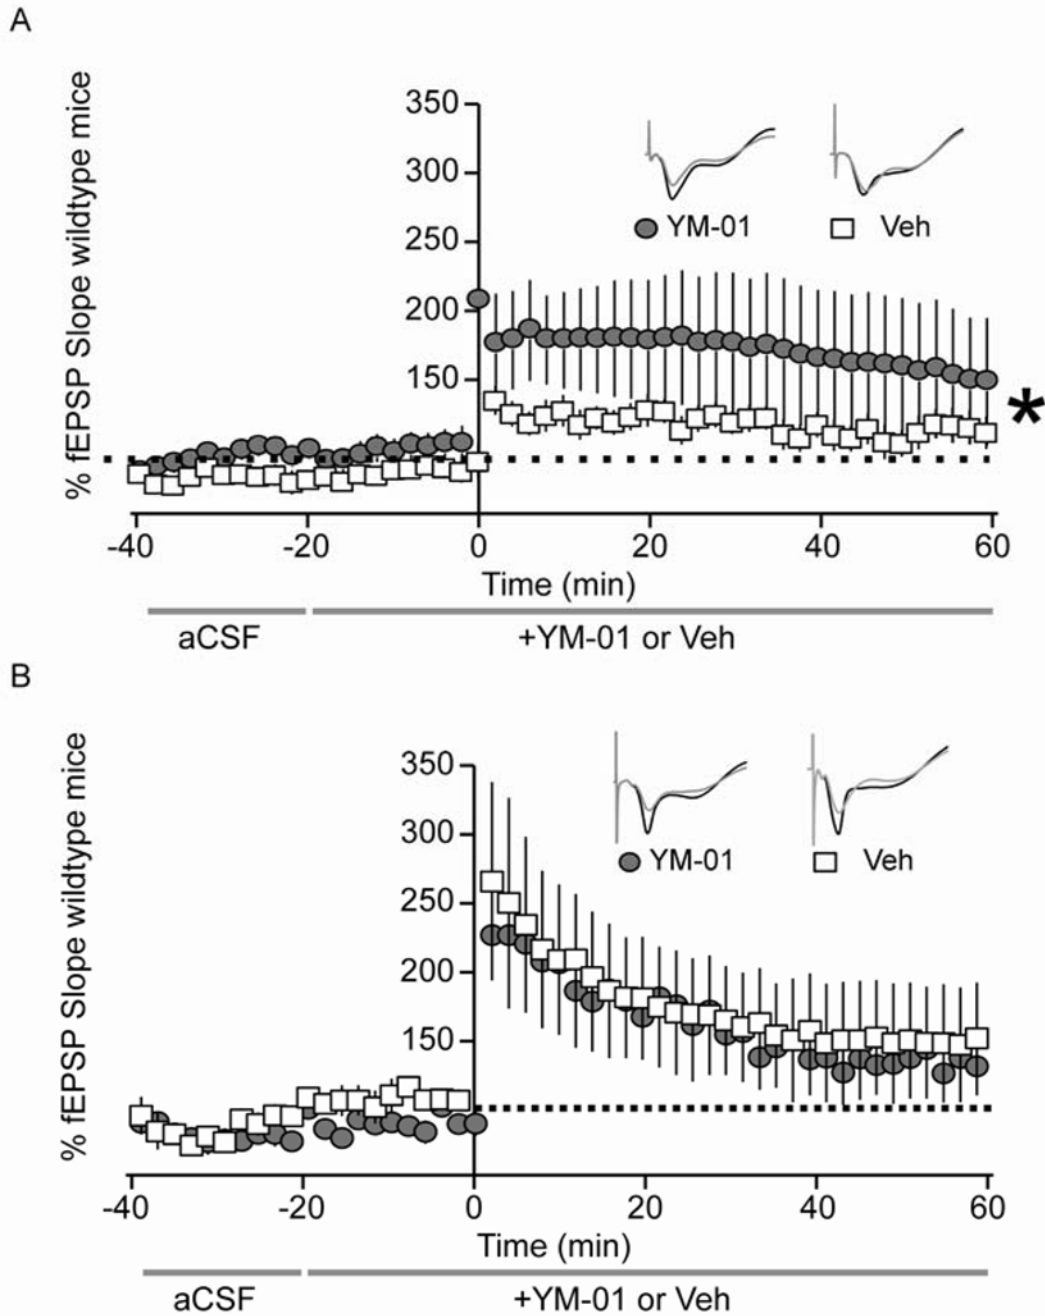 A
% fEPSP Slope wildtype mice
350
300
250
200
150
YM-01
Veh
*
-40
-20
0
20
40
60
Time (min)
aCSF
+YM-01 or Veh
B
% fEPSP Slope wildtype mice
350
300
250
200
150
YM-01
Veh
-40
-20
0
20
40
60
Time (min)
aCSF
+YM-01 or Veh